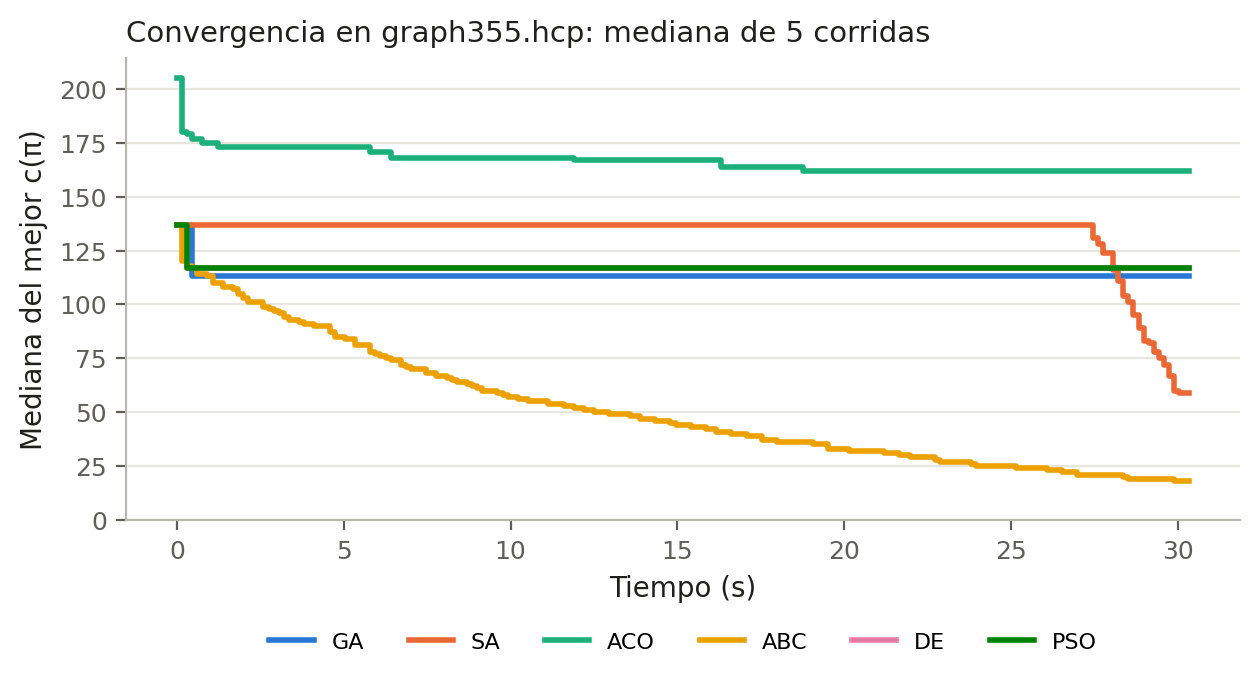 Convergencia en graph355.hcp: mediana de 5 corridas
Mediana del mejor c(π)
200
175
150
125
100
75
50
25
0
0 5 10 15 20 25 30
Tiempo (s)
GA SA ACO ABC DE PSO